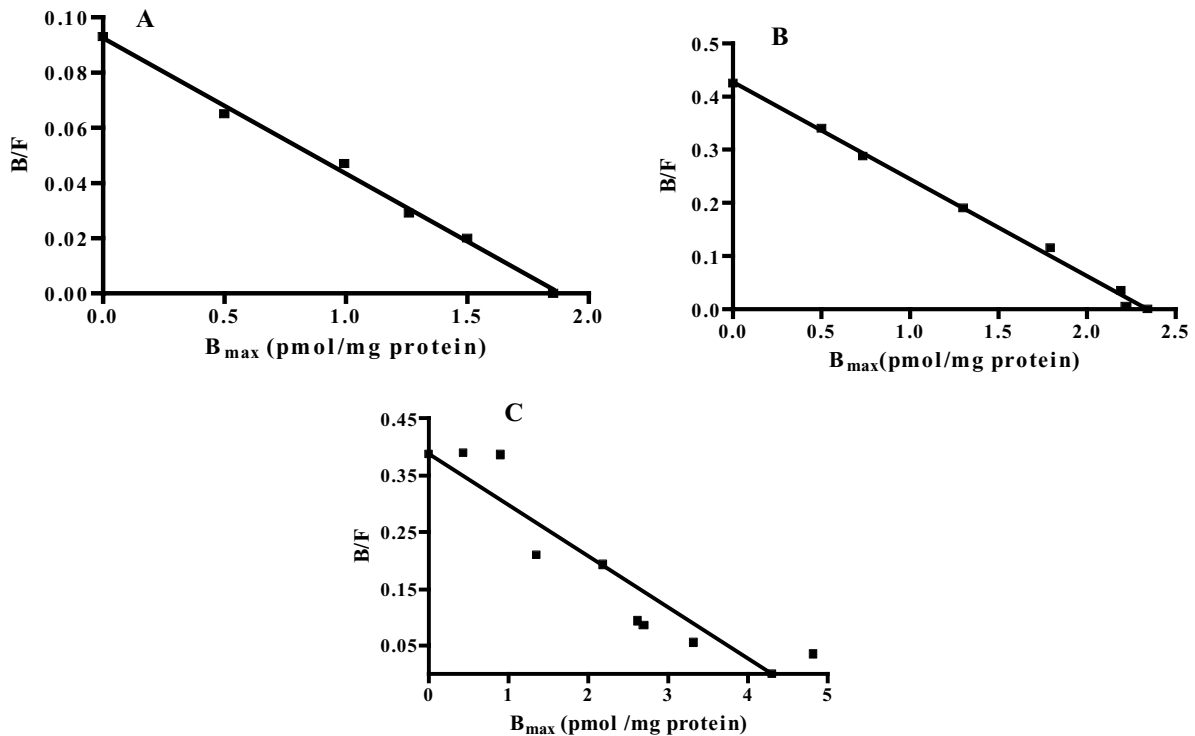 A
0.10
0.08
0.06
0.04
0.02
0.00
B/F
0.0 0.5 1.0 1.5 2.0
Bmax (pmol/mg protein)
B
0.5
0.4
0.3
0.2
0.1
0.0
B/F
0.0 0.5 1.0 1.5 2.0 2.5
Bmax(pmol/mg protein)
C
0.45
0.35
0.25
0.15
0.05
B/F
0 1 2 3 4 5
Bmax (pmol /mg protein)